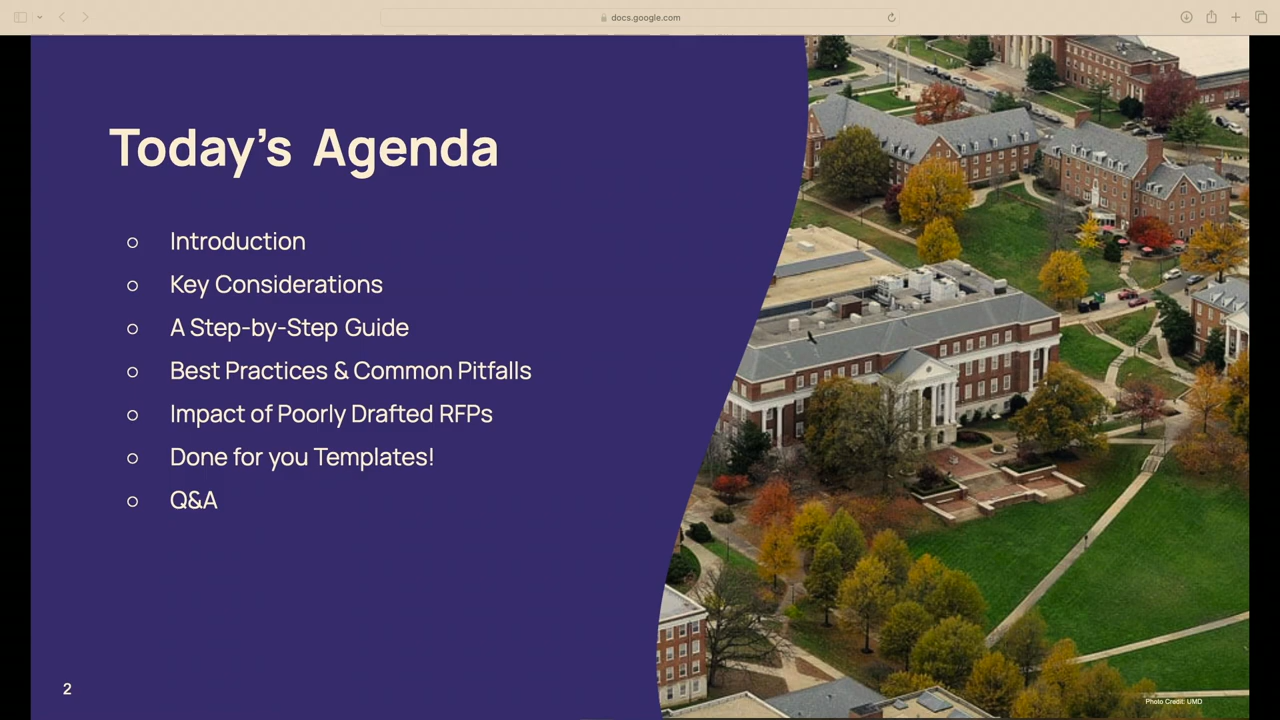 docs.google.com
Today's Agenda
Introduction
Key Considerations
A Step-by-Step Guide
Best Practices & Common Pitfalls
Impact of Poorly Drafted RFPs
Done for you Templates!
Q&A
2
Photo Credit: UMD